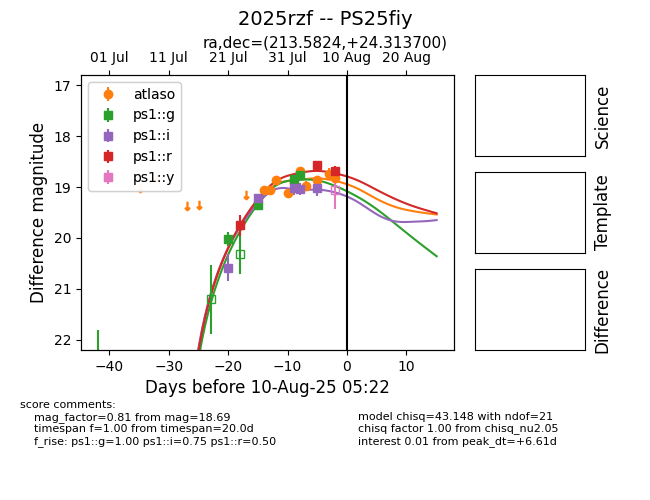 2025rzf -- PS25fiy
ra,dec=(213.5824,+24.313700)
01 Jul 11 Jul 21 Jul 31 Jul 10 Aug 20 Aug
17
18
19
20
21
22
Difference magnitude
atlaso
ps1::g
ps1::i
ps1::r
ps1::y
−40 −30 −20 −10 0 10
Days before 10-Aug-25 05:22
Science
Template
Difference
score comments:
mag_factor=0.81 from mag=18.69
timespan f=1.00 from timespan=20.0d
f_rise: ps1::g=1.00 ps1::i=0.75 ps1::r=0.50
model chisq=43.148 with ndof=21
chisq factor 1.00 from chisq_nu2.05
interest 0.01 from peak_dt=+6.61d